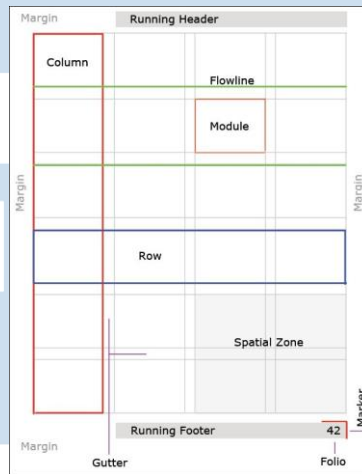 Margin
Running Header
Column
Flowline
Module
Margin
Margin
Row
Spatial Zone
Marker
Running Footer
42
Margin
Gutter
Folio